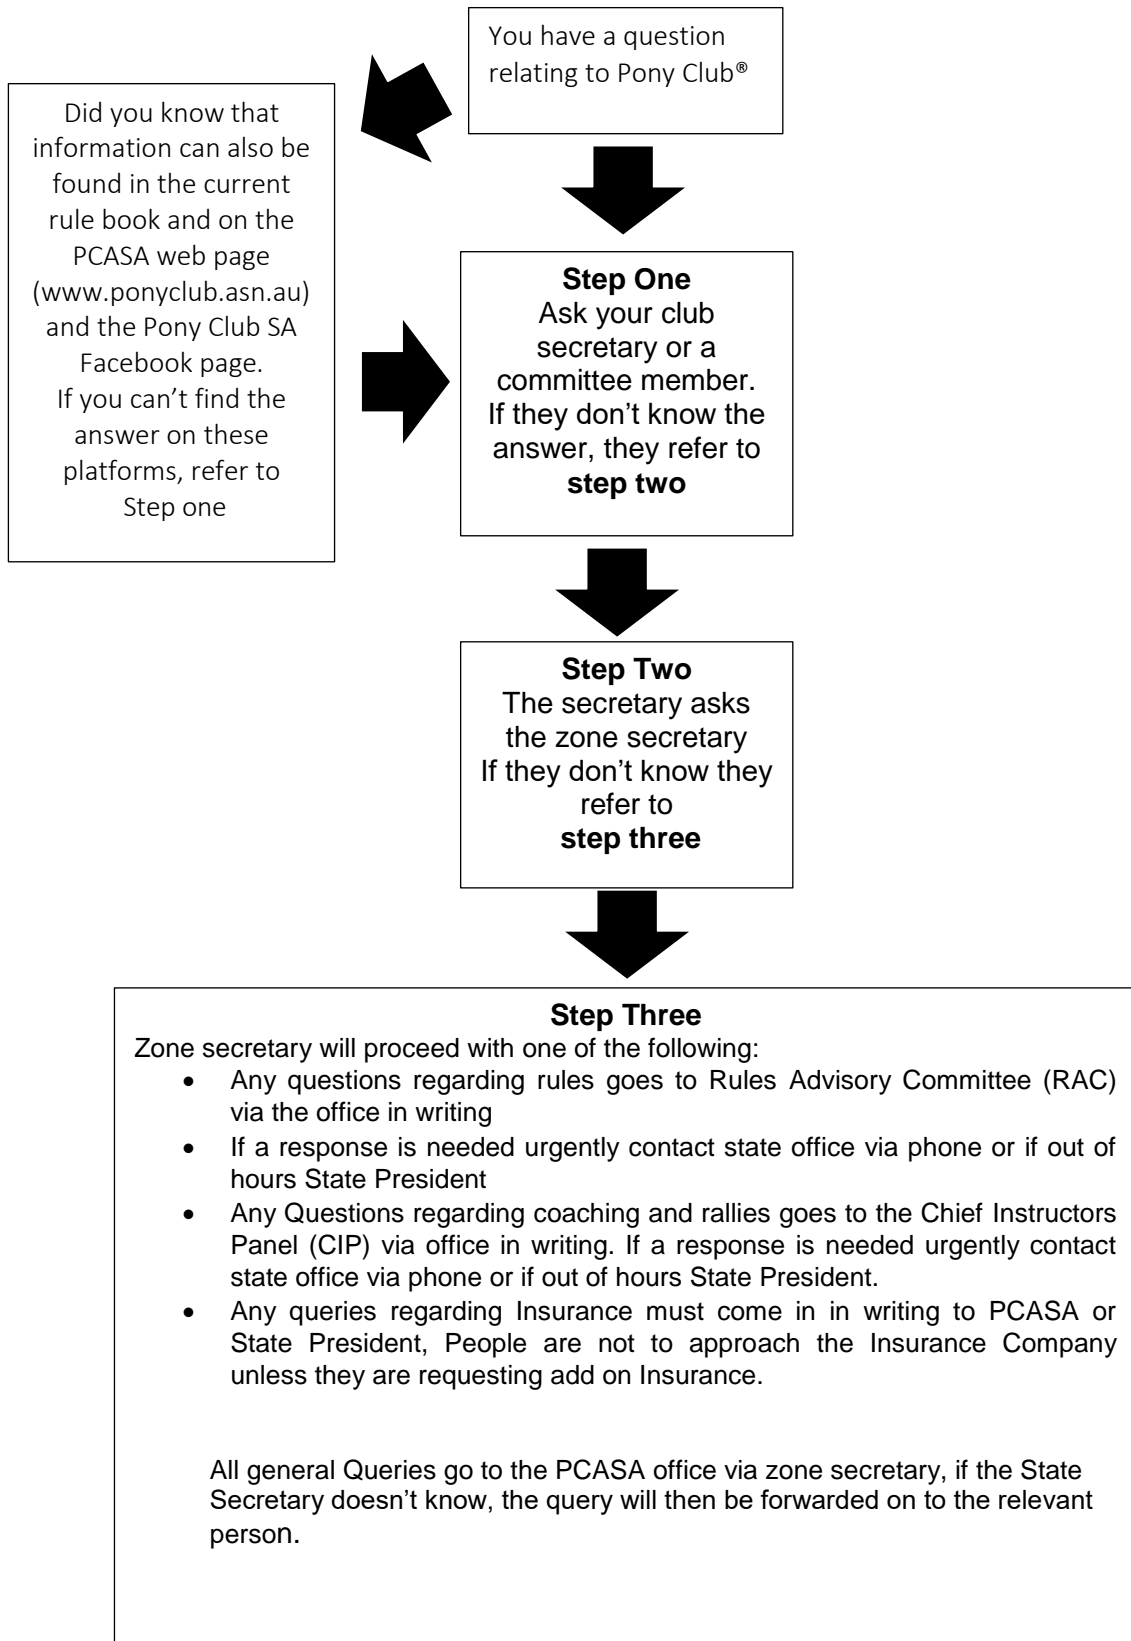 You have a question
relating to Pony Club®
Did you know that
information can also be
found in the current
rule book and on the
PCASA web page
(www.ponyclub.asn.au)
and the Pony Club SA
Facebook page.
If you can’t find the
answer on these
platforms, refer to
Step one
Step One
Ask your club
secretary or a
committee member.
If they don’t know the
answer, they refer to
step two
Step Two
The secretary asks
the zone secretary
If they don’t know they
refer to
step three
Step Three
Zone secretary will proceed with one of the following:
• Any questions regarding rules goes to Rules Advisory Committee (RAC)
via the office in writing
• If a response is needed urgently contact state office via phone or if out of
hours State President
• Any Questions regarding coaching and rallies goes to the Chief Instructors
Panel (CIP) via office in writing. If a response is needed urgently contact
state office via phone or if out of hours State President.
• Any queries regarding Insurance must come in in writing to PCASA or
State President, People are not to approach the Insurance Company
unless they are requesting add on Insurance.
All general Queries go to the PCASA office via zone secretary, if the State
Secretary doesn’t know, the query will then be forwarded on to the relevant
person.